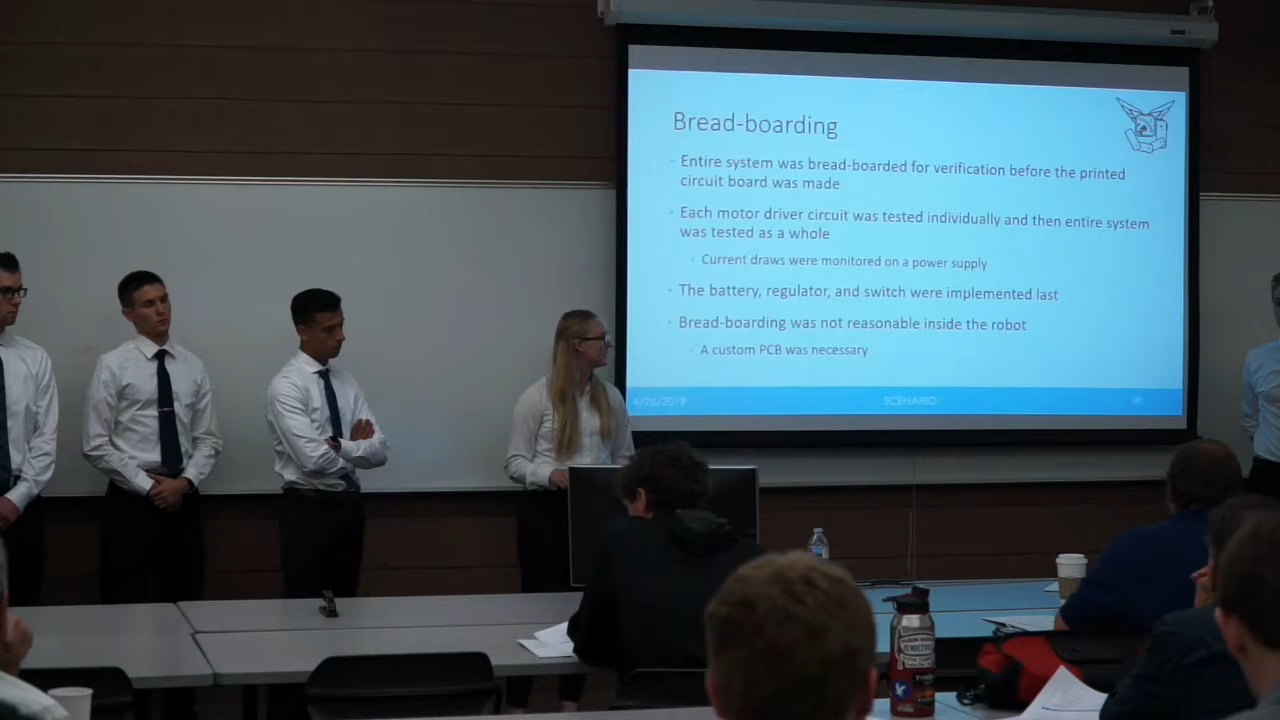 Bread-boarding
Entire system was bread-boarded for verification before the printed
circuit board was made
Each motor driver circuit was tested individually and then entire system
was tested as a whole
Current draws were monitored on a power supply
The battery, regulator, and switch were implemented last
Bread-boarding was not reasonable inside the robot
A custom PCB was necessary
4/26/2019 SCENARIO